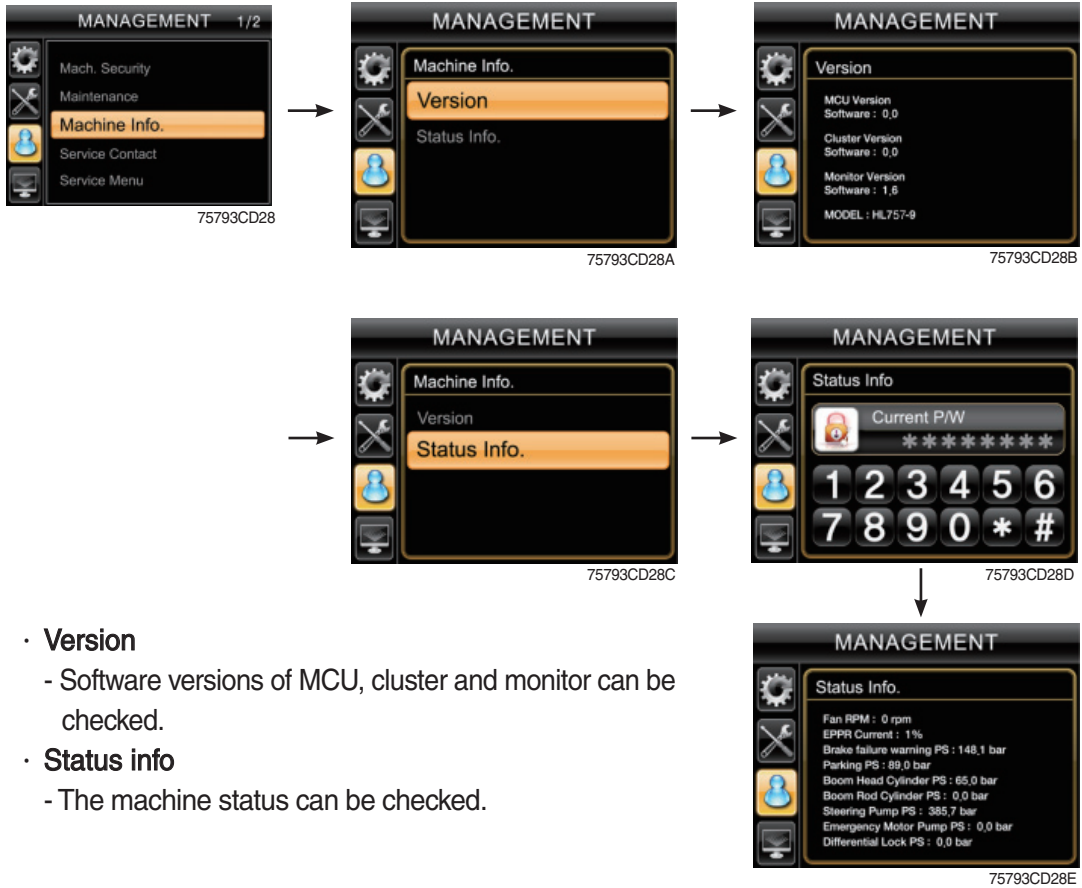 MANAGEMENT 1/2
Mach. Security
Maintenance
Machine Info.
Service Contact
Service Menu
75793CD28
MANAGEMENT
Machine Info.
Version
Status Info.
75793CD28A
MANAGEMENT
Version
MCU Version
Software : 0,0
Cluster Version
Software : 0,0
Monitor Version
Software : 1,6
MODEL : HL757-9
75793CD28B
MANAGEMENT
Machine Info.
Version
Status Info.
75793CD28C
MANAGEMENT
Status Info
Current P/W
********
1 2 3 4 5 6
7 8 9 0 * #
75793CD28D
· Version
- Software versions of MCU, cluster and monitor can be
checked.
· Status info
- The machine status can be checked.
MANAGEMENT
Status Info.
Fan RPM : 0 rpm
EPPR Current : 1%
Brake failure warning PS : 148,1 bar
Parking PS : 89,0 bar
Boom Head Cylinder PS : 65,0 bar
Boom Rod Cylinder PS : 0,0 bar
Steering Pump PS : 385,7 bar
Emergency Motor Pump PS : 0,0 bar
Differential Lock PS : 0,0 bar
75793CD28E